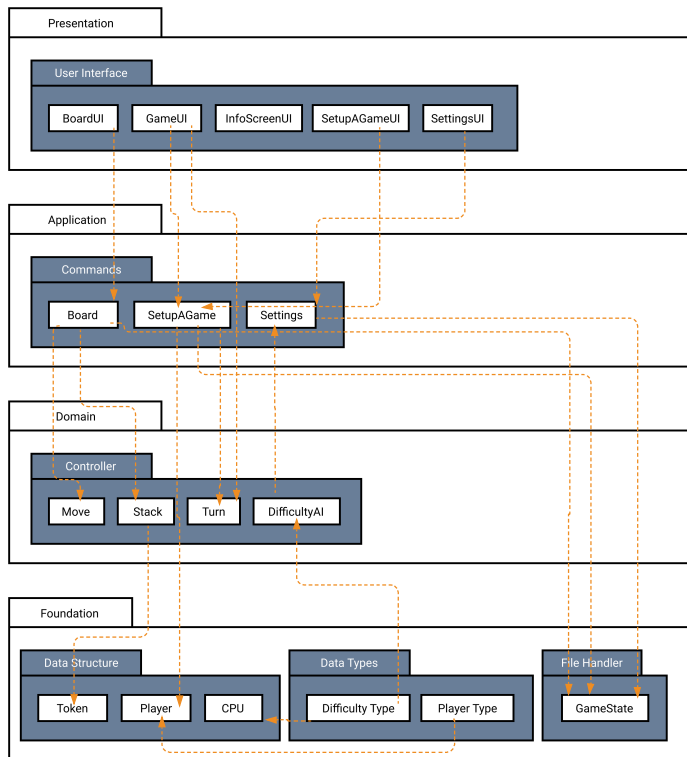 Presentation
User Interface
BoardUI
GameUI
InfoScreenUI
SetupAGameUI
SettingsUI
Application
Commands
Board
SetupAGame
Settings
Domain
Controller
Move
Stack
Turn
DifficultyAI
Foundation
Data Structure
Data Types
File Handler
Token
Player
CPU
Difficulty Type
Player Type
GameState